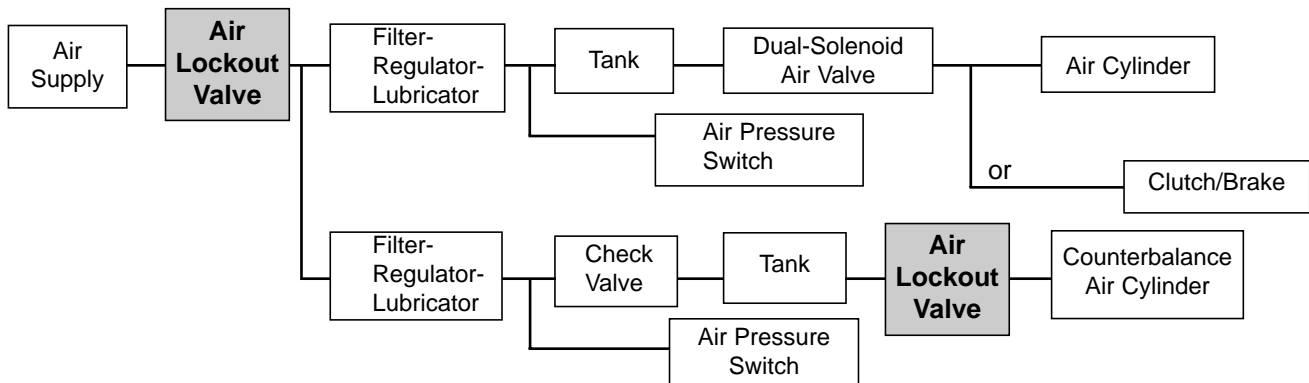 Air
Supply
Air
Lockout
Valve
Filter-
Regulator-
Lubricator
Tank
Dual-Solenoid
Air Valve
Air Cylinder
Air Pressure
Switch
or
Clutch/Brake
Filter-
Regulator-
Lubricator
Check
Valve
Tank
Air
Lockout
Valve
Counterbalance
Air Cylinder
Air Pressure
Switch